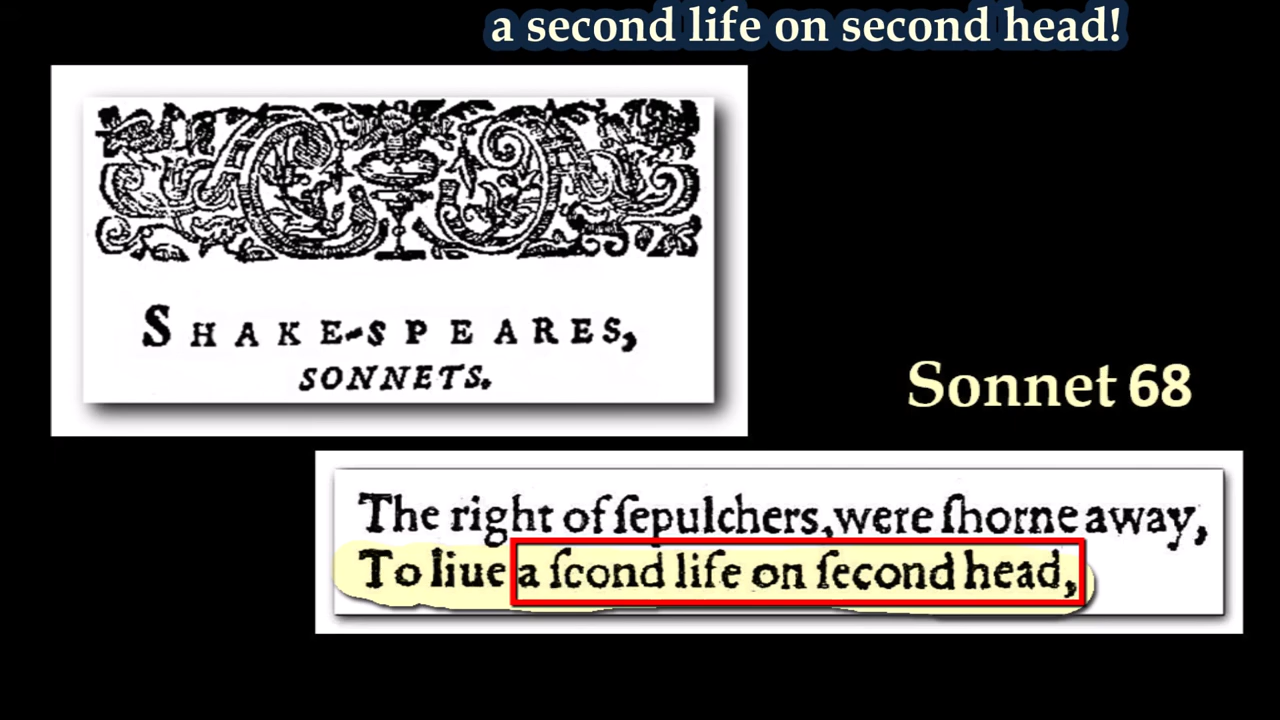 a second life on second head!
SHAKE-SPEARES,
SONNETS.
Sonnet 68
The right of ſepulchers,were ſhorne away,
To liue a ſcond life on ſecond head,